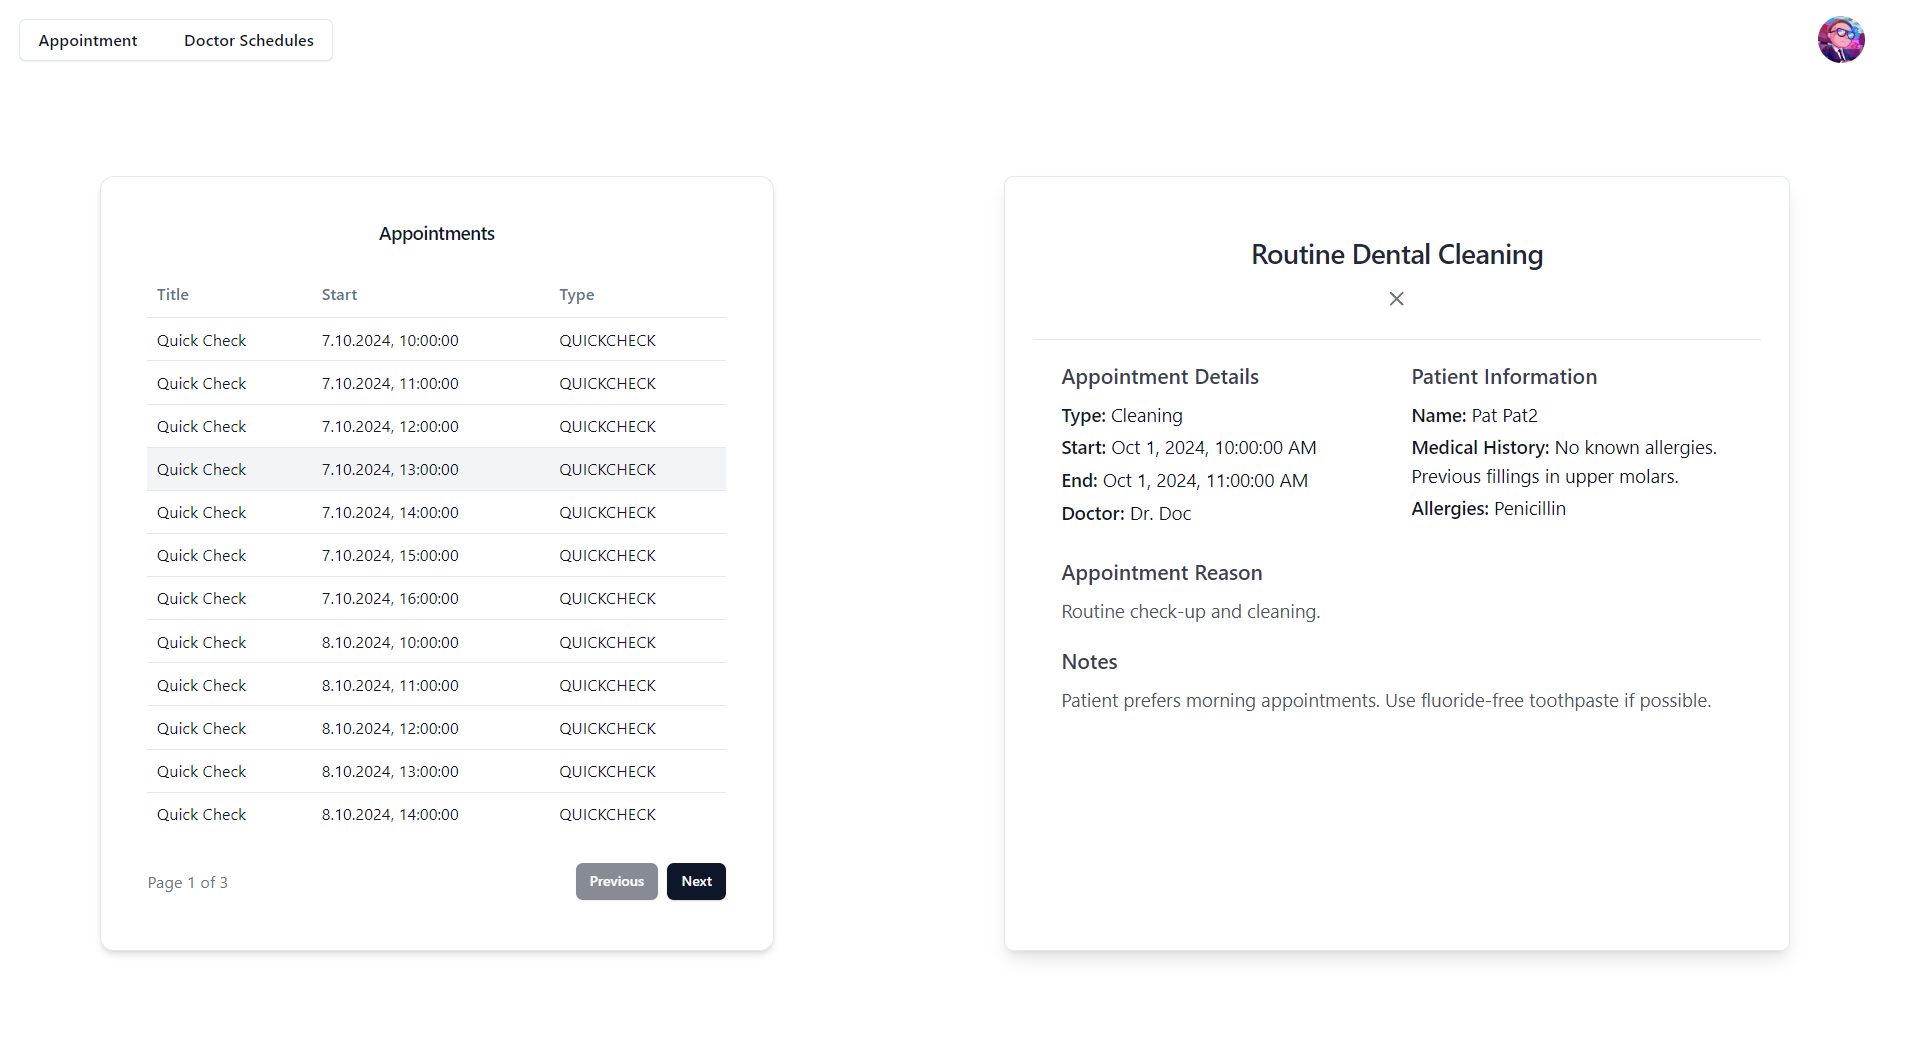 Appointment Doctor Schedules
Appointments
Title Start Type
Quick Check 7.10.2024, 10:00:00 QUICKCHECK
Quick Check 7.10.2024, 11:00:00 QUICKCHECK
Quick Check 7.10.2024, 12:00:00 QUICKCHECK
Quick Check 7.10.2024, 13:00:00 QUICKCHECK
Quick Check 7.10.2024, 14:00:00 QUICKCHECK
Quick Check 7.10.2024, 15:00:00 QUICKCHECK
Quick Check 7.10.2024, 16:00:00 QUICKCHECK
Quick Check 8.10.2024, 10:00:00 QUICKCHECK
Quick Check 8.10.2024, 11:00:00 QUICKCHECK
Quick Check 8.10.2024, 12:00:00 QUICKCHECK
Quick Check 8.10.2024, 13:00:00 QUICKCHECK
Quick Check 8.10.2024, 14:00:00 QUICKCHECK
Page 1 of 3 Previous Next
Routine Dental Cleaning
Appointment Details
Type: Cleaning
Start: Oct 1, 2024, 10:00:00 AM
End: Oct 1, 2024, 11:00:00 AM
Doctor: Dr. Doc
Patient Information
Name: Pat Pat2
Medical History: No known allergies.
Previous fillings in upper molars.
Allergies: Penicillin
Appointment Reason
Routine check-up and cleaning.
Notes
Patient prefers morning appointments. Use fluoride-free toothpaste if possible.